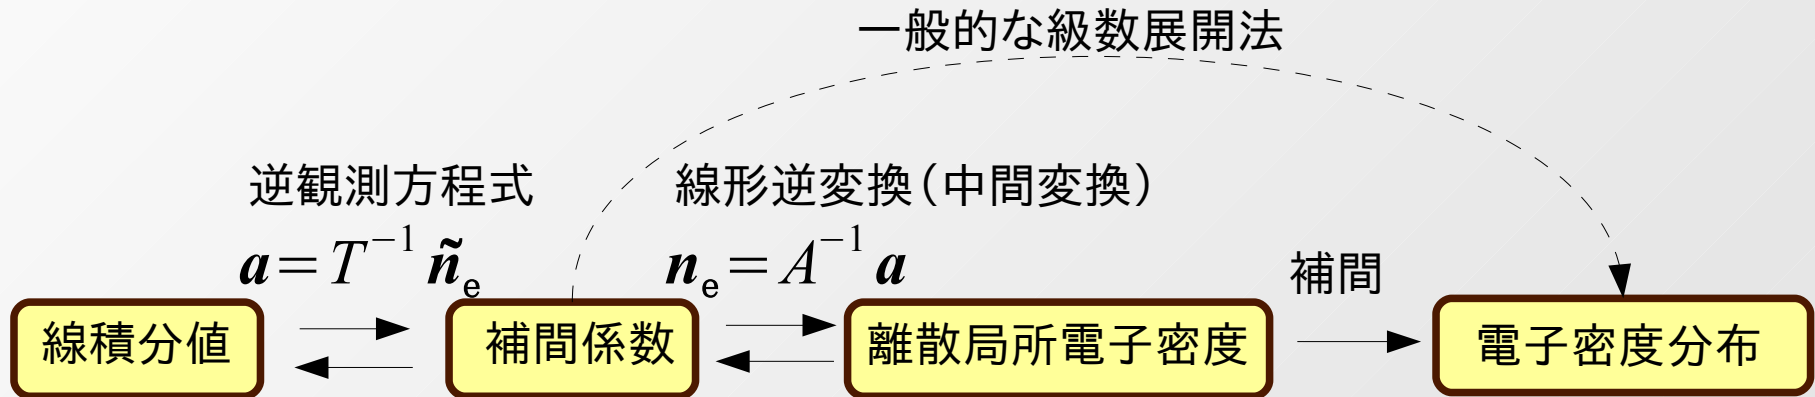 一般的な級数展開法
逆観測方程式
線形逆変換(中間変換)
a=T⁻¹ ñₑ
nₑ=A⁻¹ a
補間
線積分値
補間係数
離散局所電子密度
電子密度分布